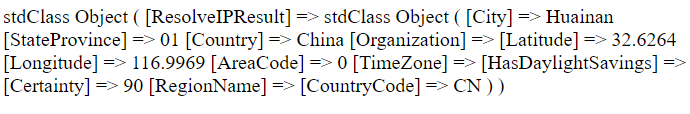 stdClass Object ( [ResolveIPResult] => stdClass Object ( [City] => Huainan
[StateProvince] => 01 [Country] => China [Organization] => [Latitude] => 32.6264
[Longitude] => 116.9969 [AreaCode] => 0 [TimeZone] => [HasDaylightSavings] =>
[Certainty] => 90 [RegionName] => [CountryCode] => CN ) )